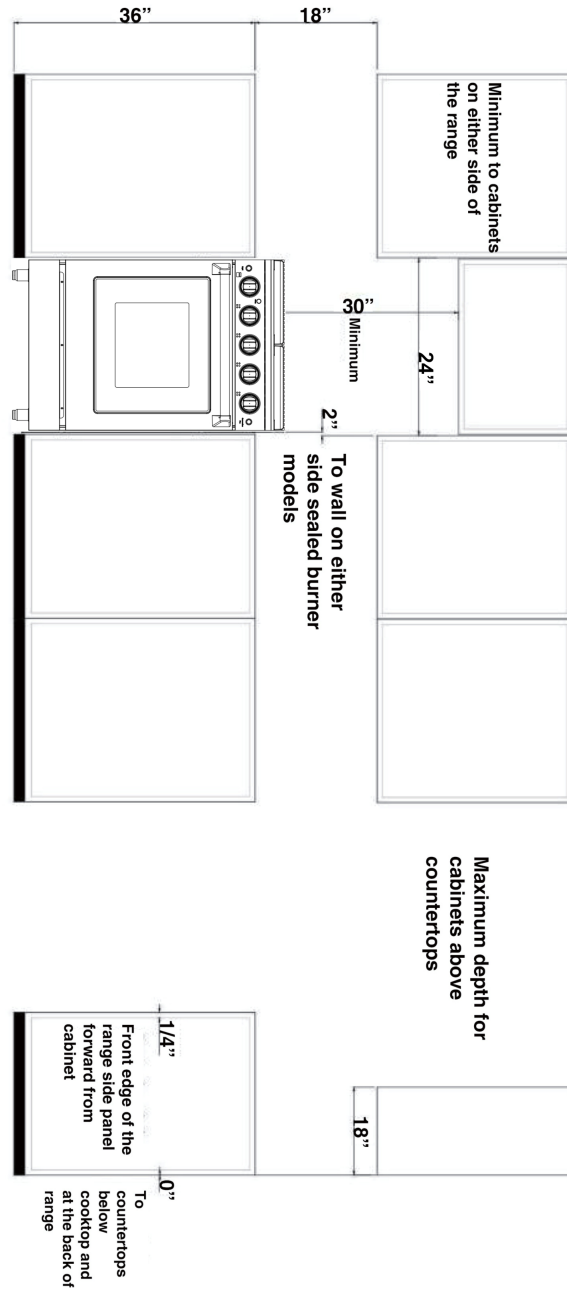 36”
18”
Minimum to cabinets
on either side of
the range
30”
Minimum
24”
2”
To wall on either
side sealed burner
models
Maximum depth for
cabinets above
countertops
18”
1/4”
Front edge of the
range side panel
forward from
cabinet
0”
To
countertops
below
cooktop and
at the back of
range